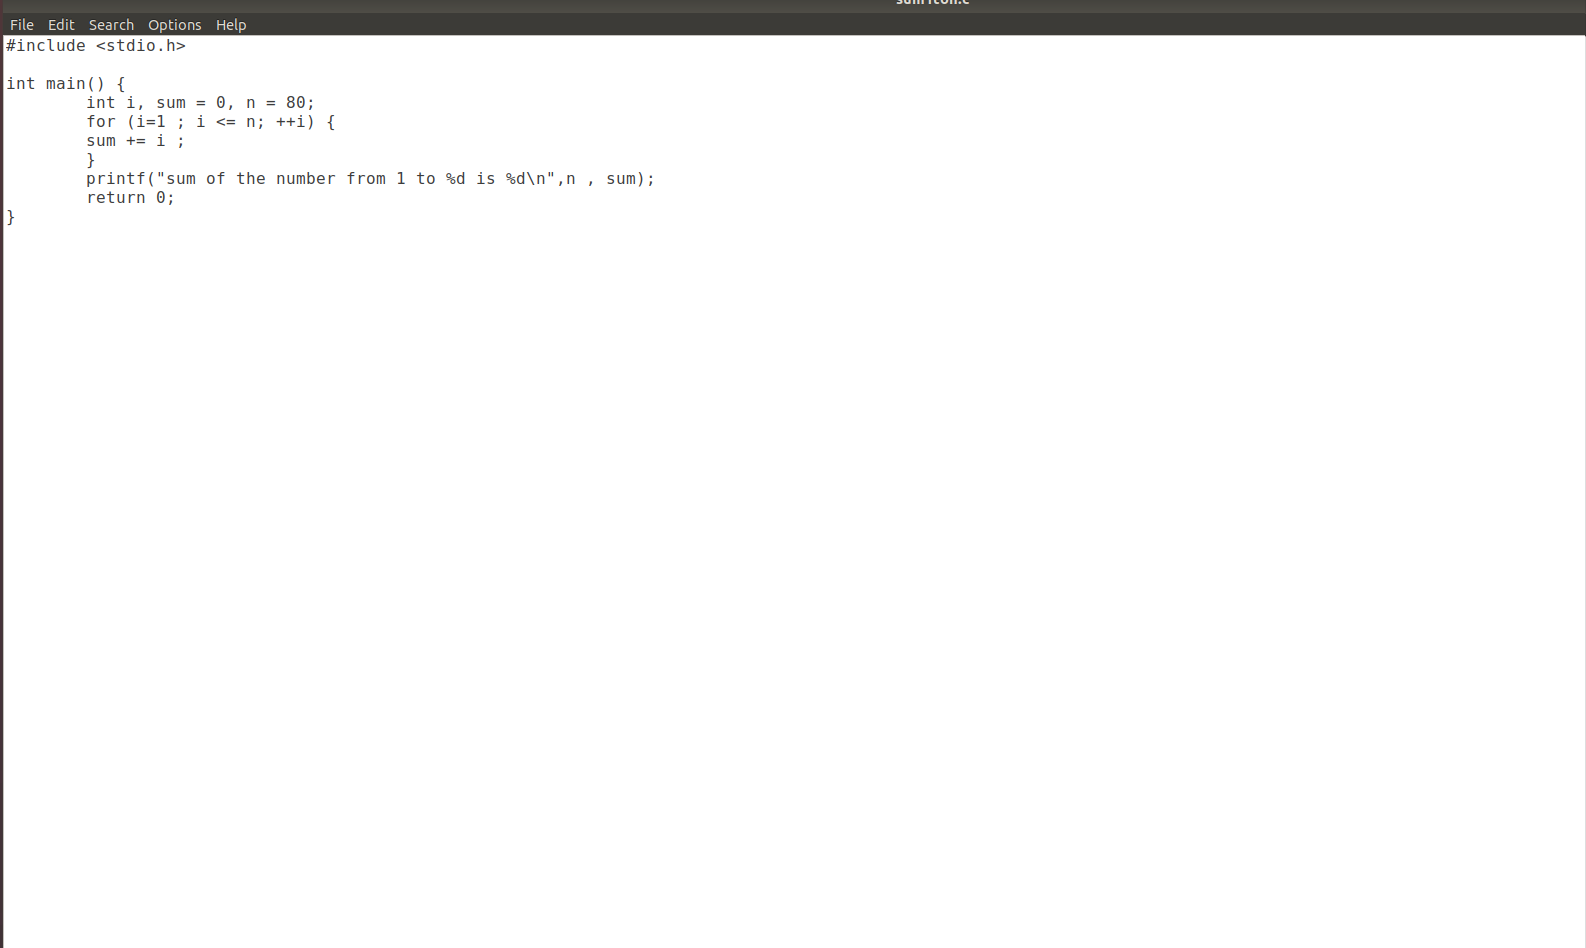 File Edit Search Options Help
#include <stdio.h>

int main() {
        int i, sum = 0, n = 80;
        for (i=1 ; i <= n; ++i) {
        sum += i ;
        }
        printf("sum of the number from 1 to %d is %d\n",n , sum);
        return 0;
}